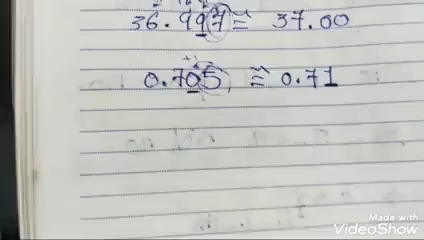 36.997 ≅ 37.00
0.705 ≅ 0.71
Made with
VideoShow